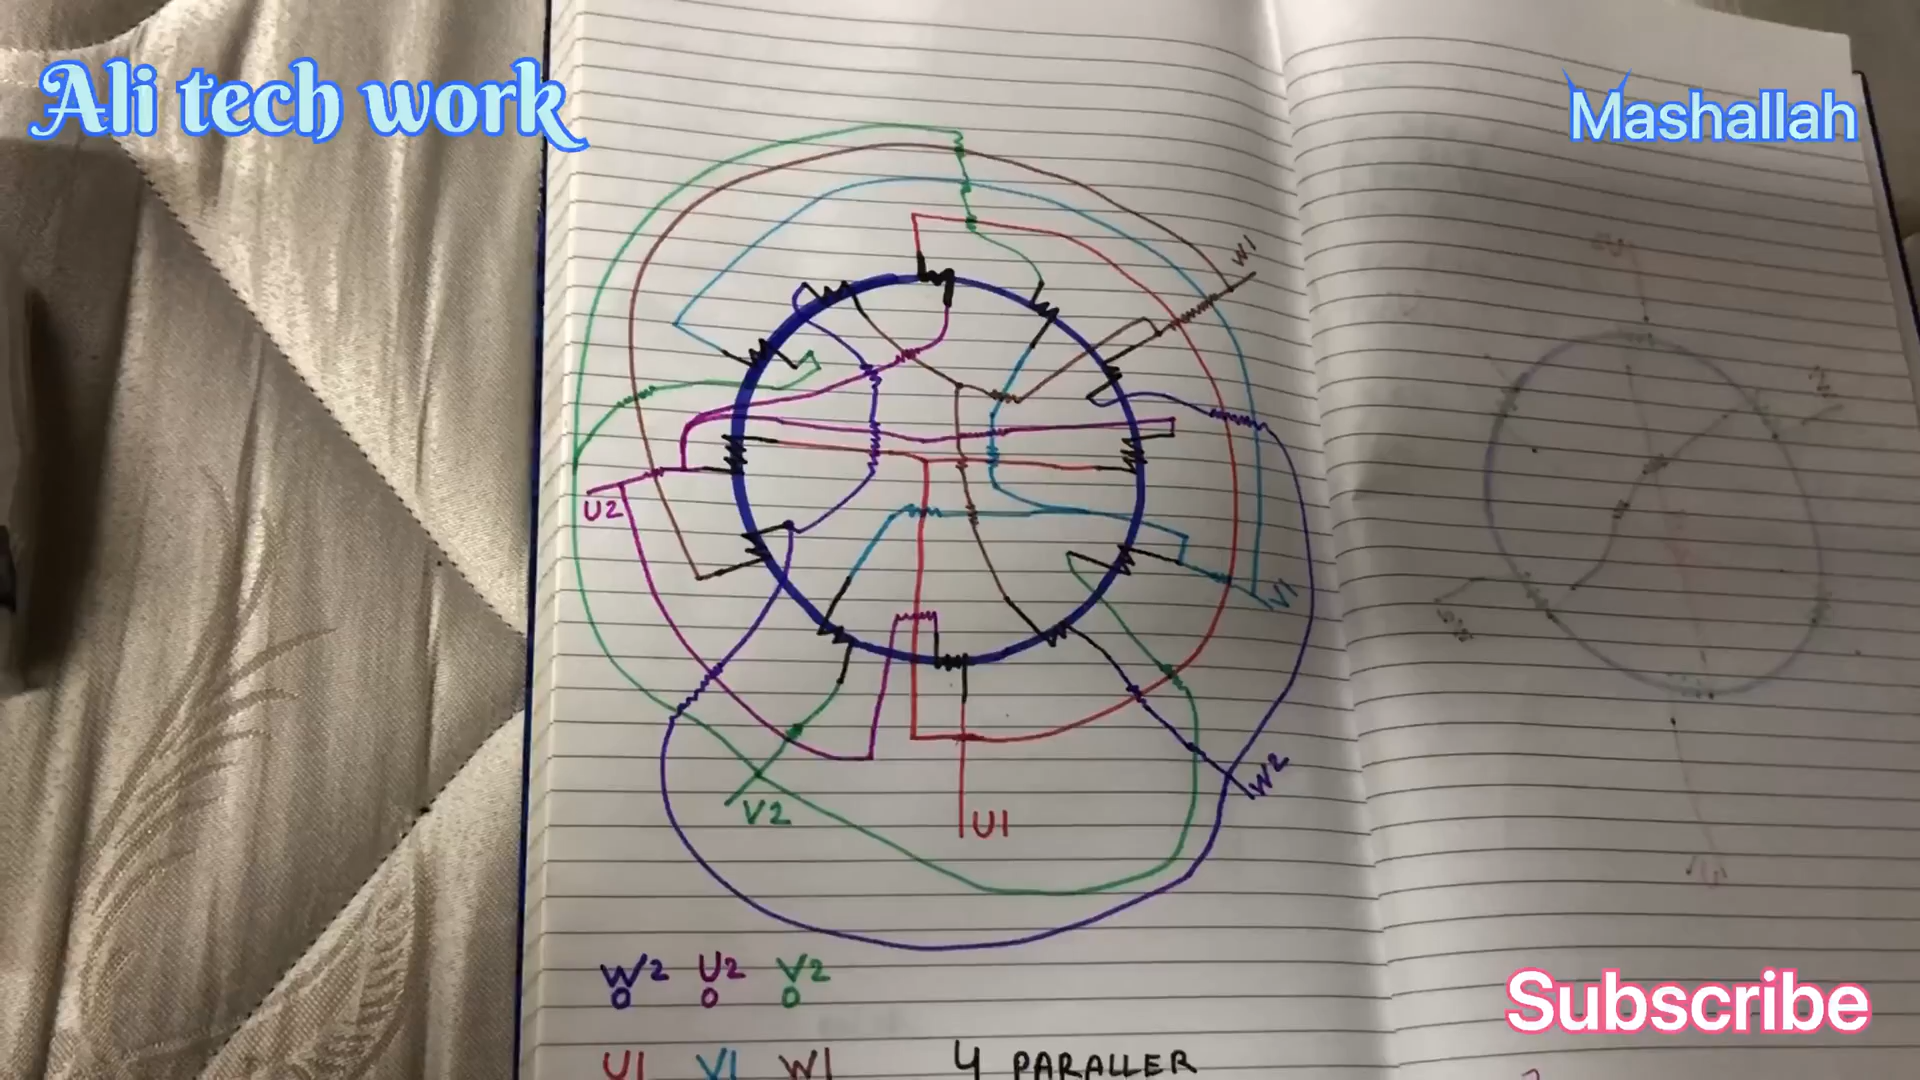 Ali tech work
Mashallah
W1
U2
V1
W2
V2
U1
W2 U2 V2
O O O
U1 V1 W1 4 PARALLER
Subscribe